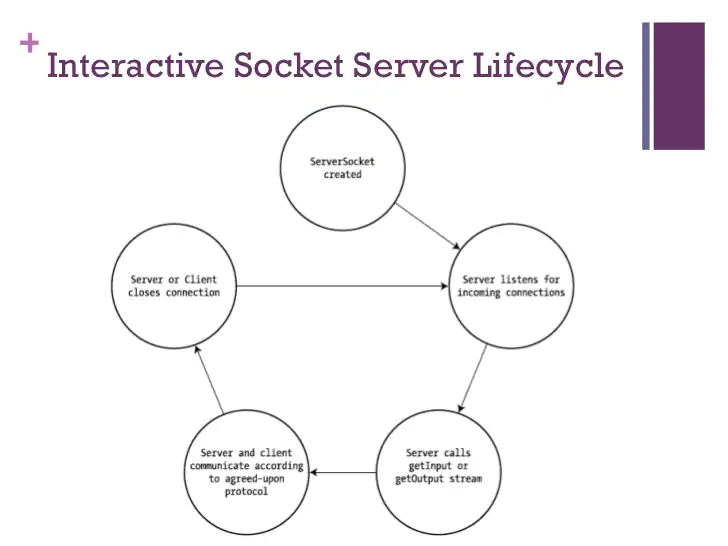 +
Interactive Socket Server Lifecycle
ServerSocket
created
Server or Client
closes connection
Server listens for
incoming connections
Server and client
communicate according
to agreed-upon
protocol
Server calls
getInput or
getOutput stream